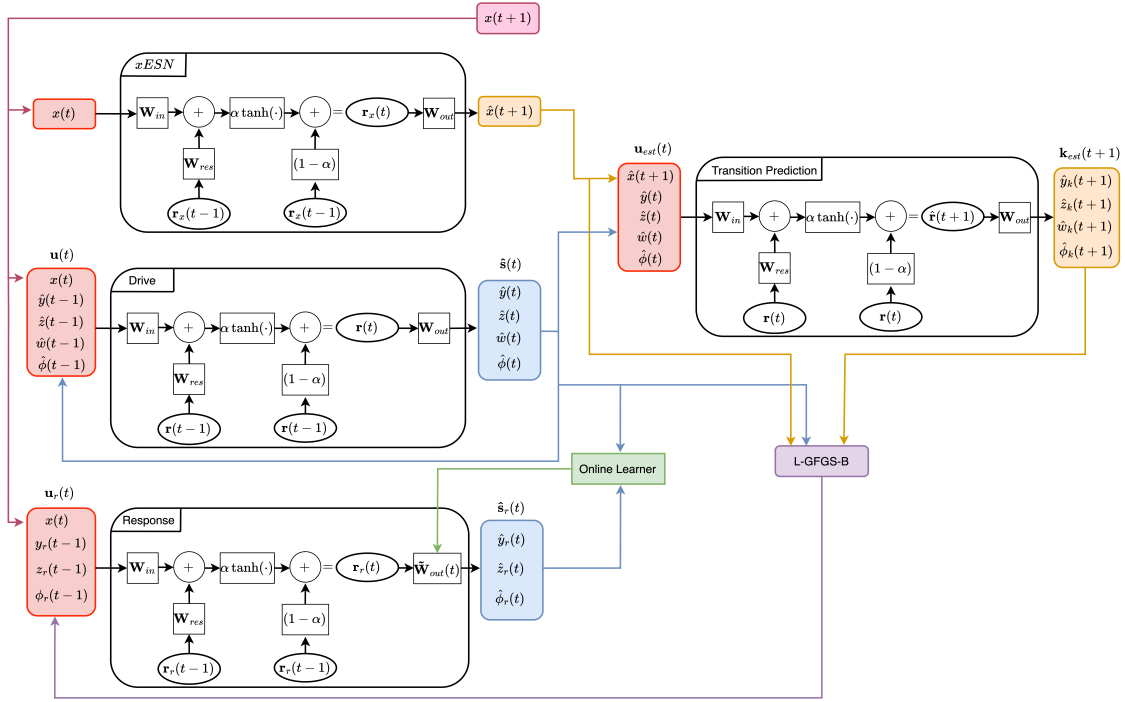 x(t+1)
xESN
x(t)
W_in
+
α tanh(·)
+
=
r_x(t)
W_out
x̂(t+1)
W_res
(1−α)
r_x(t−1)
r_x(t−1)
u_est(t)
x̂(t+1)
ŷ(t)
ẑ(t)
ŵ(t)
ϕ̂(t)
Transition Prediction
W_in
+
α tanh(·)
+
=
r̂(t+1)
W_out
W_res
(1−α)
r(t)
r(t)
k_est(t+1)
ŷ_k(t+1)
ẑ_k(t+1)
ŵ_k(t+1)
ϕ̂_k(t+1)
u(t)
x(t)
ŷ(t−1)
ẑ(t−1)
ŵ(t−1)
ϕ̂(t−1)
Drive
W_in
+
α tanh(·)
+
=
r(t)
W_out
W_res
(1−α)
r(t−1)
r(t−1)
ŝ(t)
ŷ(t)
ẑ(t)
ŵ(t)
ϕ̂(t)
Online Learner
L-GFGS-B
u_r(t)
x(t)
y_r(t−1)
z_r(t−1)
ϕ_r(t−1)
Response
W_in
+
α tanh(·)
+
=
r_r(t)
W̃_out(t)
W_res
(1−α)
r_r(t−1)
r_r(t−1)
ŝ_r(t)
ŷ_r(t)
ẑ_r(t)
ϕ̂_r(t)